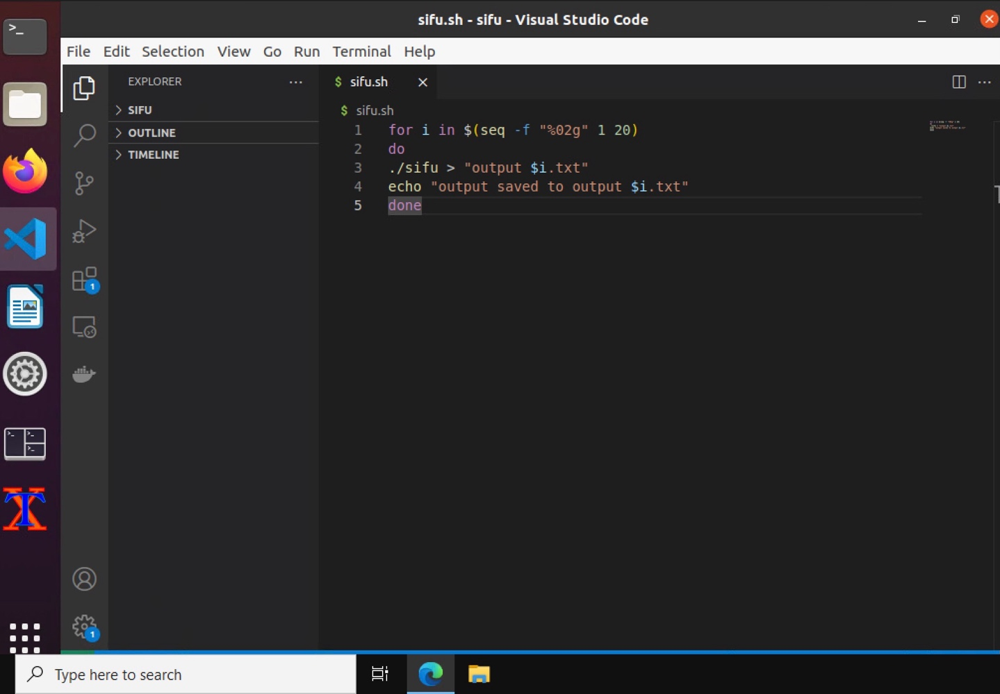 sifu.sh - sifu - Visual Studio Code
File Edit Selection View Go Run Terminal Help
EXPLORER
SIFU
OUTLINE
TIMELINE
$ sifu.sh
$ sifu.sh
1 for i in $(seq -f "%02g" 1 20)
2 do
3 ./sifu > "output $i.txt"
4 echo "output saved to output $i.txt"
5 done
1
1
Type here to search